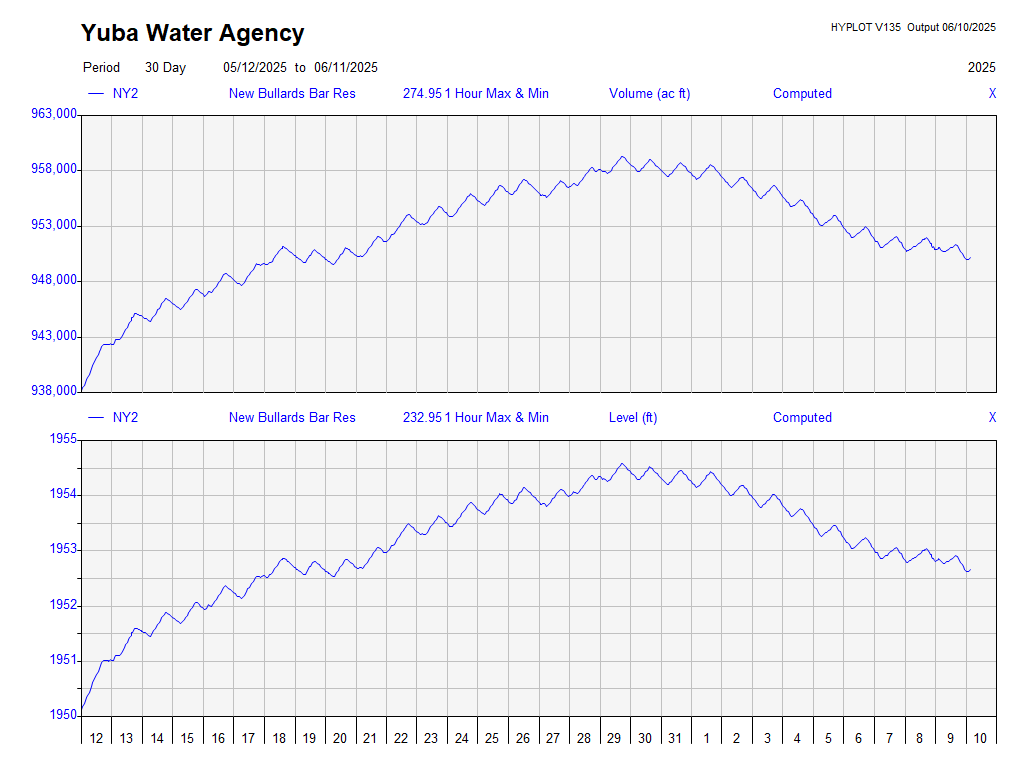 Yuba Water Agency
HYPLOT V135 Output 06/10/2025
Period 30 Day 05/12/2025 to 06/11/2025 2025
NY2 New Bullards Bar Res 274.95 1 Hour Max & Min Volume (ac ft) Computed X
963,000
958,000
953,000
948,000
943,000
938,000
NY2 New Bullards Bar Res 232.95 1 Hour Max & Min Level (ft) Computed X
1955
1954
1953
1952
1951
1950
12 13 14 15 16 17 18 19 20 21 22 23 24 25 26 27 28 29 30 31 1 2 3 4 5 6 7 8 9 10